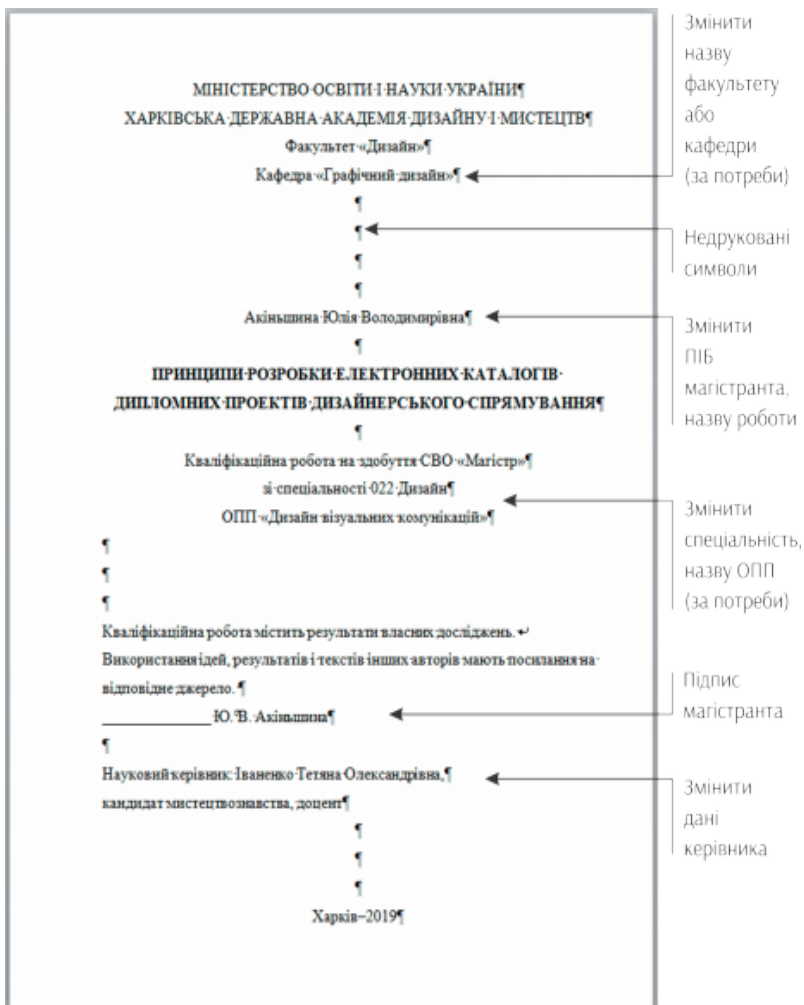 МІНІСТЕРСТВО·ОСВІТИ·І·НАУКИ·УКРАЇНИ¶
ХАРКІВСЬКА·ДЕРЖАВНА·АКАДЕМІЯ·ДИЗАЙНУ·І·МИСТЕЦТВ¶
Факультет·«Дизайн»¶
Кафедра·«Графічний·дизайн»¶
¶
¶
¶
¶
Акіньшина·Юлія·Володимирівна¶
¶
ПРИНЦИПИ·РОЗРОБКИ·ЕЛЕКТРОННИХ·КАТАЛОГІВ·
ДИПЛОМНИХ·ПРОЕКТІВ·ДИЗАЙНЕРСЬКОГО·СПРЯМУВАННЯ¶
¶
Кваліфікаційна·робота·на·здобуття·СВО·«Магістр»¶
зі·спеціальності·022·Дизайн¶
ОПП·«Дизайн·візуальних·комунікацій»¶
¶
¶
¶
Кваліфікаційна·робота·містить·результати·власних·досліджень.·↵
Використання·ідей,·результатів·і·текстів·інших·авторів·мають·посилання·на·
відповідне·джерело.·¶
____________·Ю.·В.·Акіньшина¶
¶
Науковий·керівник:·Іваненко·Тетяна·Олександрівна,¶
кандидат·мистецтвознавства,·доцент¶
¶
¶
¶
Харків–2019¶
Змінити
назву
факультету
або
кафедри
(за потреби)
Недруковані
символи
Змінити
ПІБ
магістранта,
назву роботи
Змінити
спеціальність,
назву ОПП
(за потреби)
Підпис
магістранта
Змінити
дані
керівника